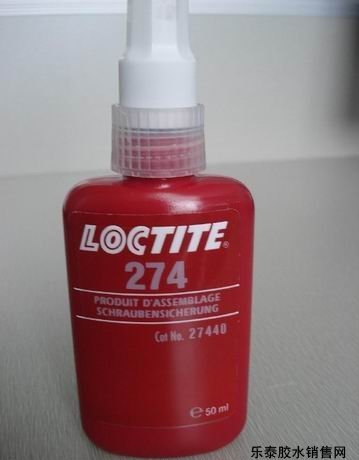 LOCTITE®
274
PRODUIT D'ASSEMBLAGE
SCHRAUBENSICHERUNG
Cat No. 27440
℮ 50 ml
乐泰胶水销售网